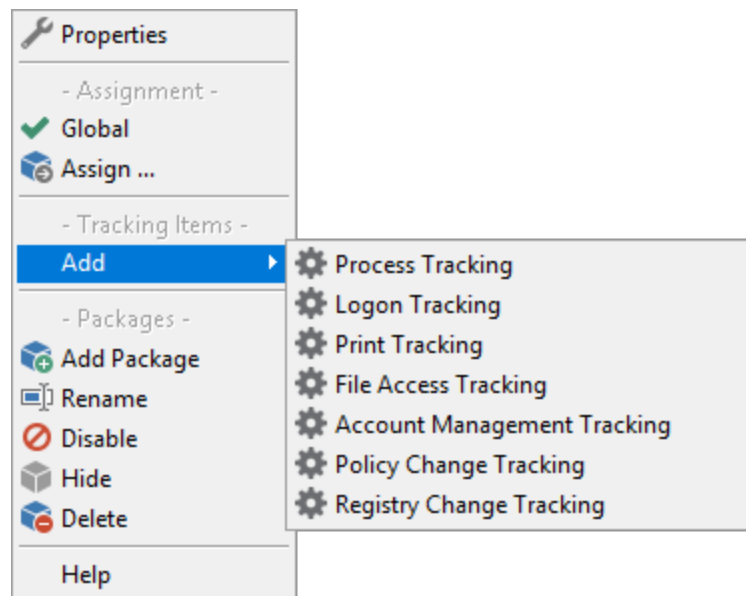 Properties
- Assignment -
Global
Assign ...
- Tracking Items -
Add
Process Tracking
Logon Tracking
Print Tracking
File Access Tracking
Account Management Tracking
Policy Change Tracking
Registry Change Tracking
- Packages -
Add Package
Rename
Disable
Hide
Delete
Help